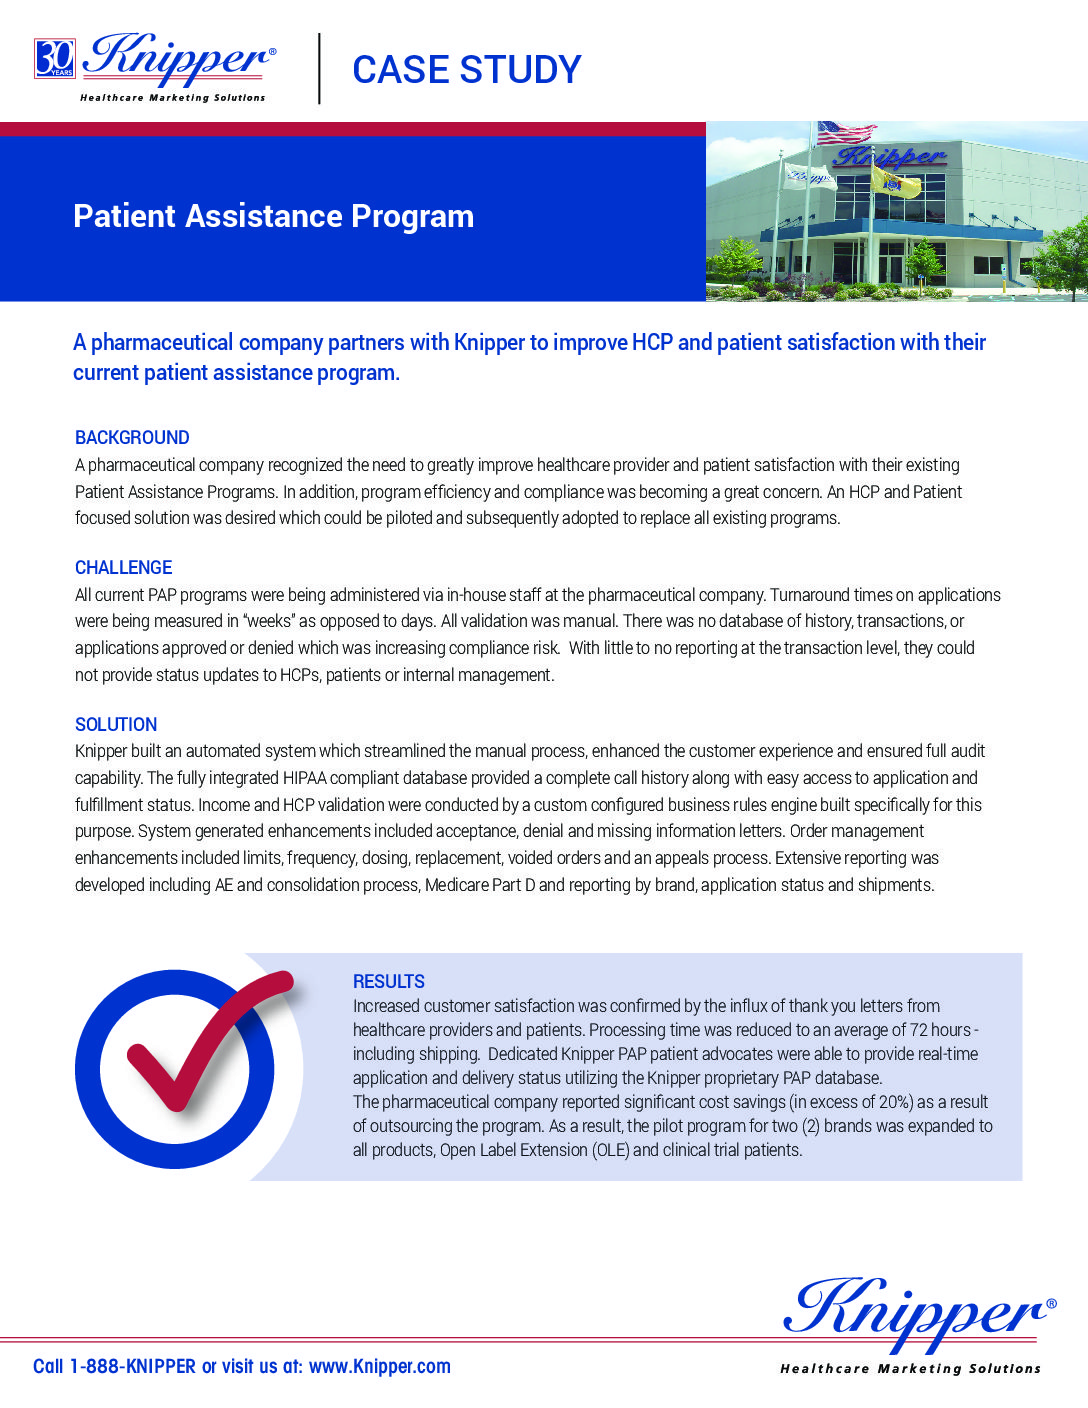 30
YEARS
Knipper®
Healthcare Marketing Solutions
CASE STUDY
Patient Assistance Program
Knipper
Knipper
A pharmaceutical company partners with Knipper to improve HCP and patient satisfaction with their
current patient assistance program.
BACKGROUND
A pharmaceutical company recognized the need to greatly improve healthcare provider and patient satisfaction with their existing
Patient Assistance Programs. In addition, program efficiency and compliance was becoming a great concern. An HCP and Patient
focused solution was desired which could be piloted and subsequently adopted to replace all existing programs.
CHALLENGE
All current PAP programs were being administered via in-house staff at the pharmaceutical company. Turnaround times on applications
were being measured in “weeks” as opposed to days. All validation was manual. There was no database of history, transactions, or
applications approved or denied which was increasing compliance risk.  With little to no reporting at the transaction level, they could
not provide status updates to HCPs, patients or internal management.
SOLUTION
Knipper built an automated system which streamlined the manual process, enhanced the customer experience and ensured full audit
capability. The fully integrated HIPAA compliant database provided a complete call history along with easy access to application and
fulfillment status. Income and HCP validation were conducted by a custom configured business rules engine built specifically for this
purpose. System generated enhancements included acceptance, denial and missing information letters. Order management
enhancements included limits, frequency, dosing, replacement, voided orders and an appeals process. Extensive reporting was
developed including AE and consolidation process, Medicare Part D and reporting by brand, application status and shipments.
RESULTS
Increased customer satisfaction was confirmed by the influx of thank you letters from
healthcare providers and patients. Processing time was reduced to an average of 72 hours -
including shipping.  Dedicated Knipper PAP patient advocates were able to provide real-time
application and delivery status utilizing the Knipper proprietary PAP database.
The pharmaceutical company reported significant cost savings (in excess of 20%) as a result
of outsourcing the program. As a result, the pilot program for two (2) brands was expanded to
all products, Open Label Extension (OLE) and clinical trial patients.
Knipper®
Healthcare Marketing Solutions
Call 1-888-KNIPPER or visit us at: www.Knipper.com